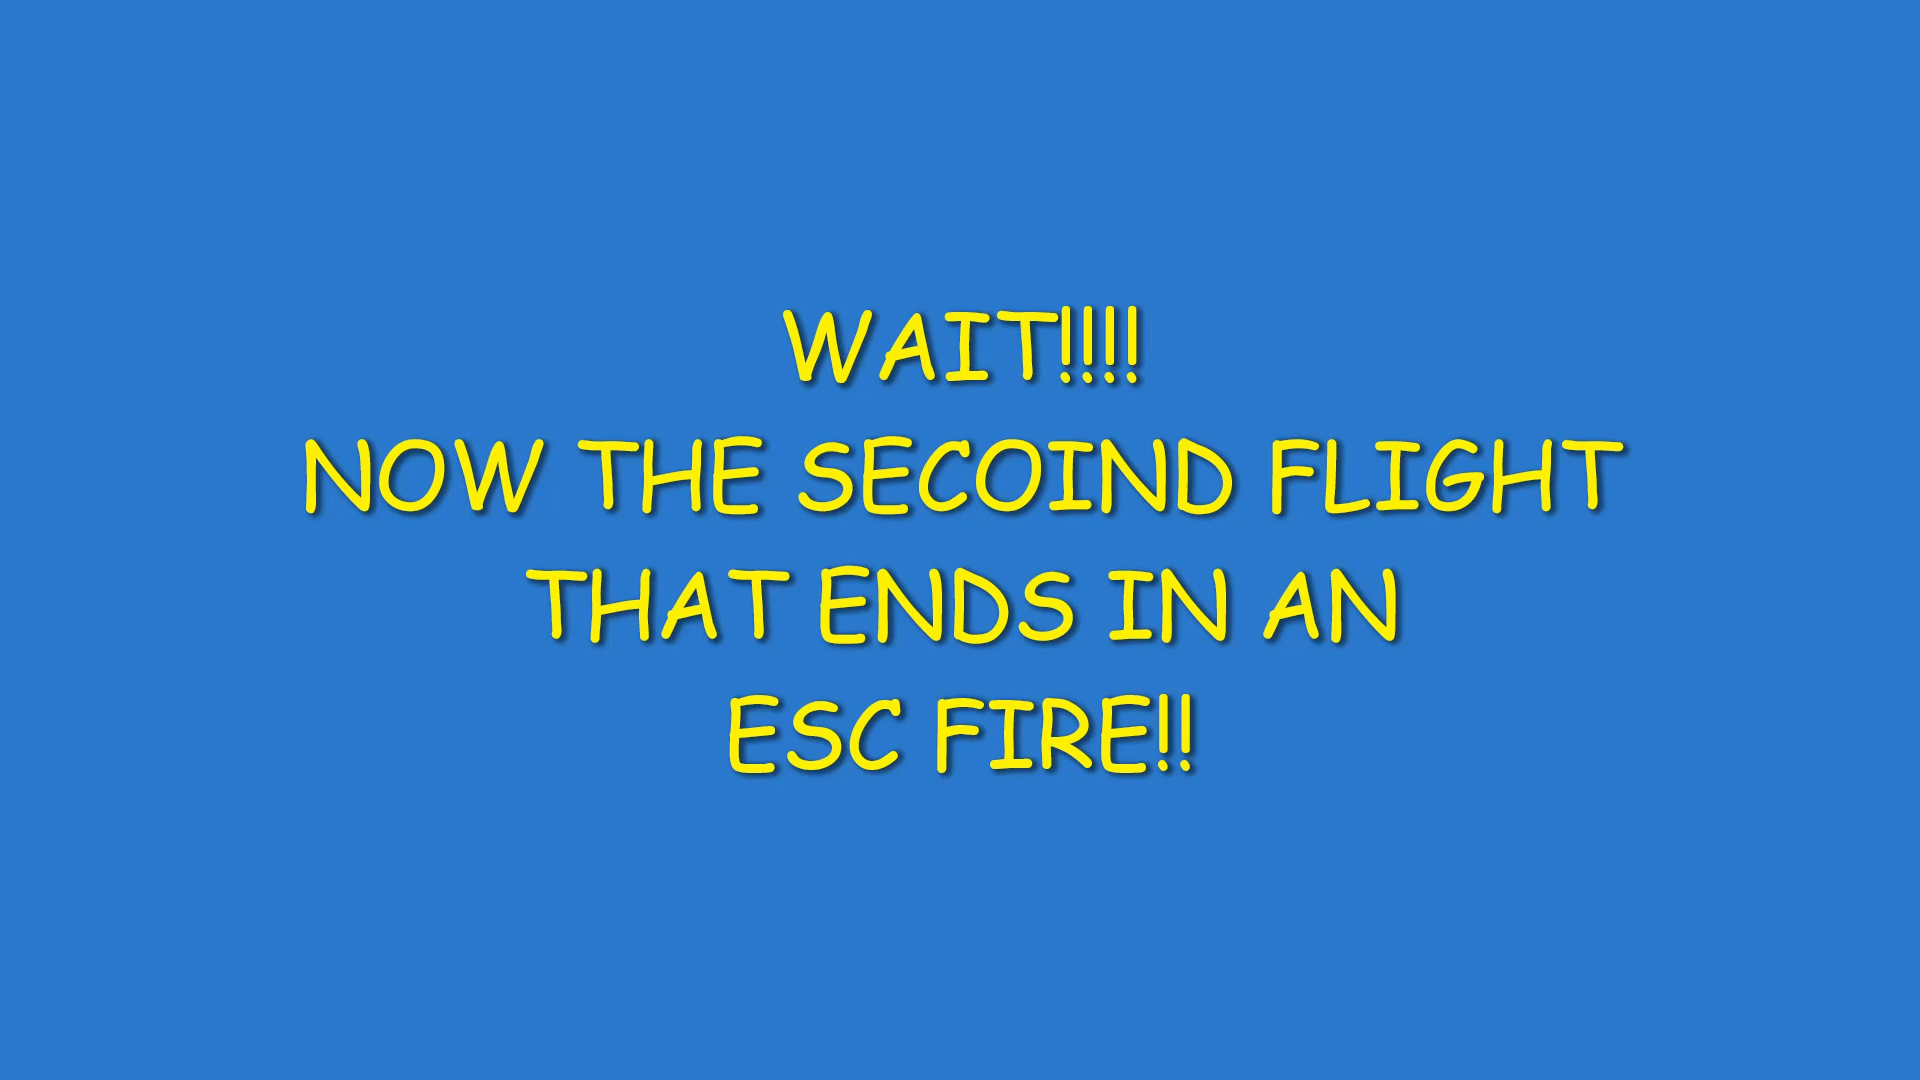 WAIT!!!!
NOW THE SECOIND FLIGHT
THAT ENDS IN AN
ESC FIRE!!